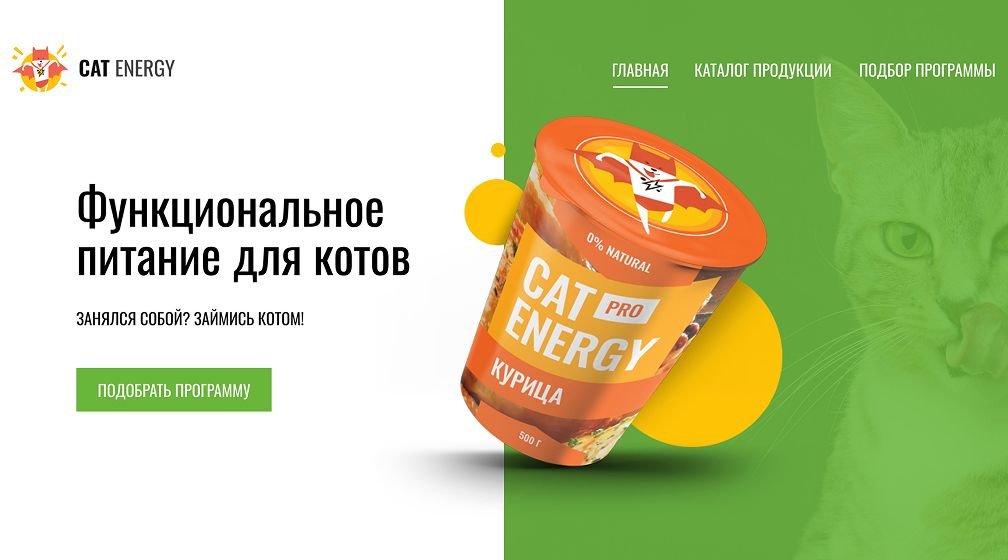 CAT ENERGY
ГЛАВНАЯ КАТАЛОГ ПРОДУКЦИИ ПОДБОР ПРОГРАММЫ
Функциональное
питание для котов
ЗАНЯЛСЯ СОБОЙ? ЗАЙМИСЬ КОТОМ!
ПОДОБРАТЬ ПРОГРАММУ
0% NATURAL
CAT PRO
ENERGY
КУРИЦА
500 Г